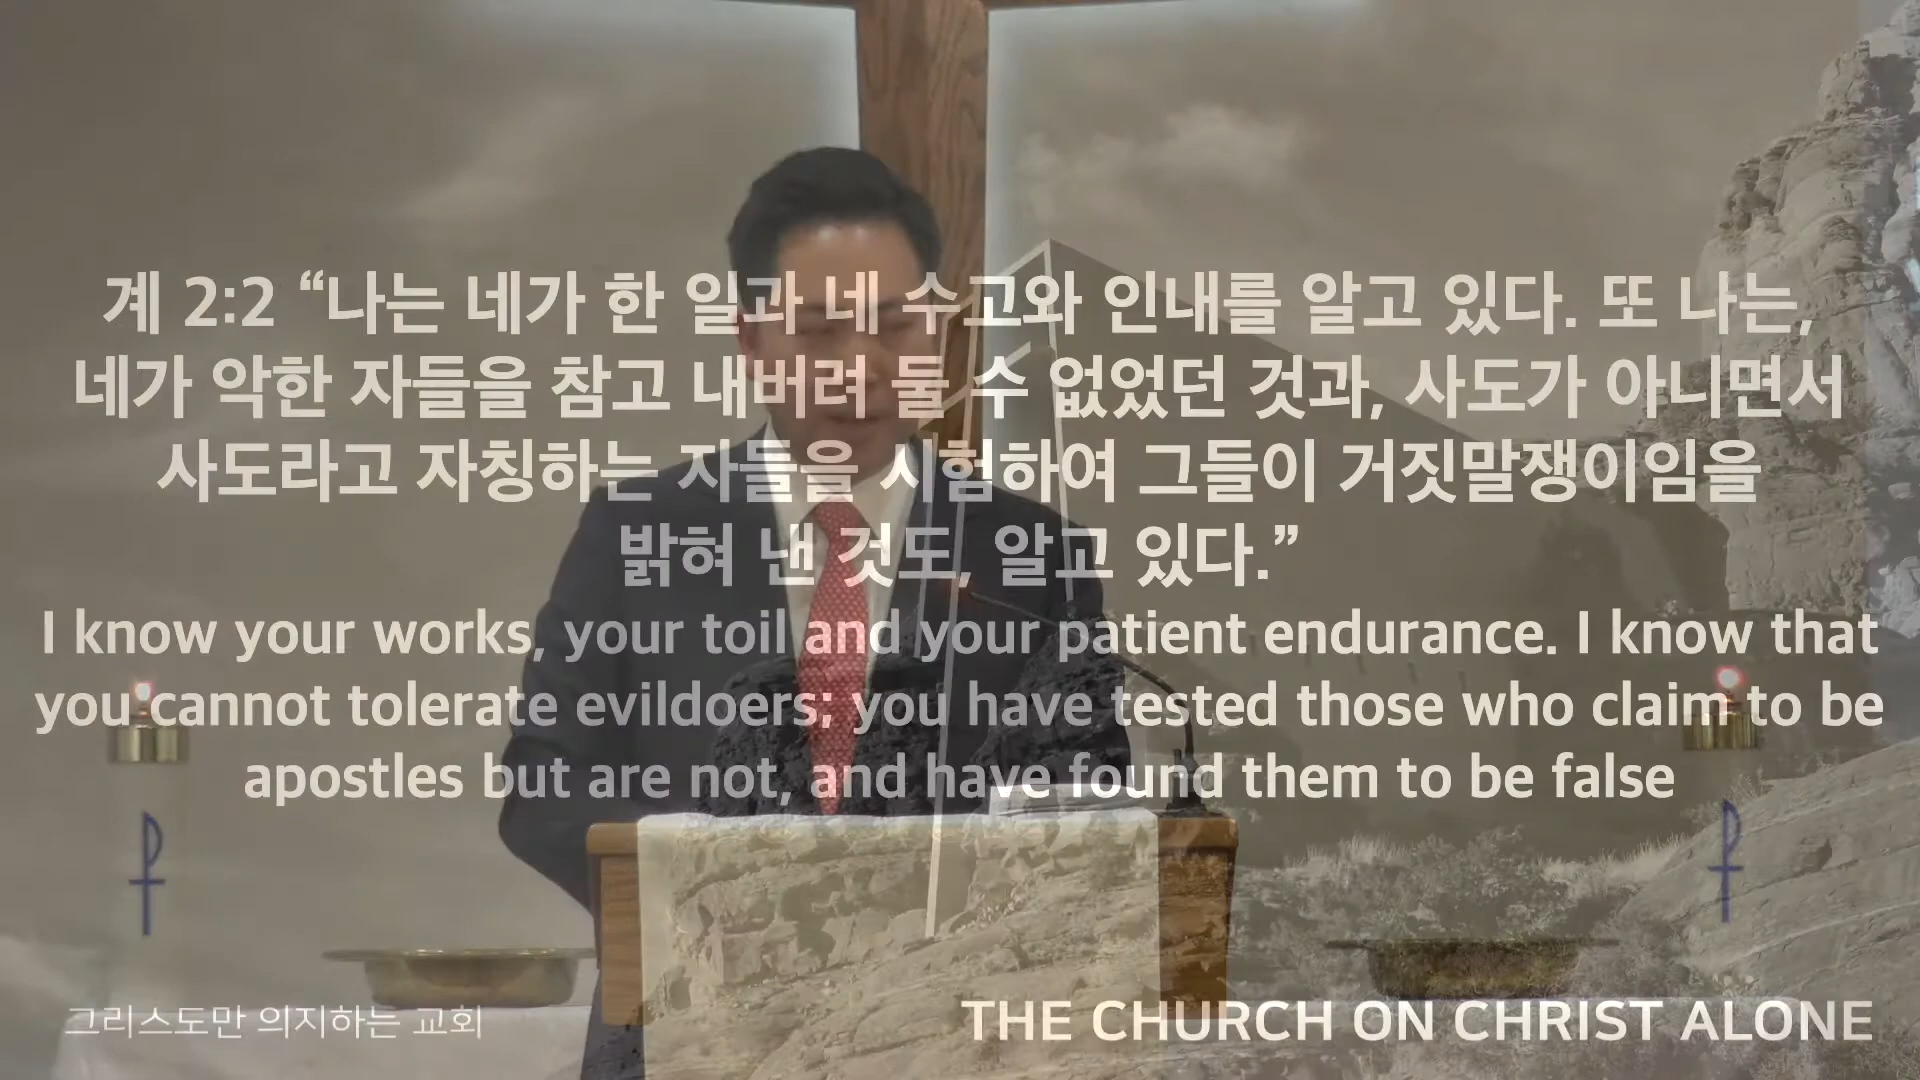 계 2:2 “나는 네가 한 일과 네 수고와 인내를 알고 있다. 또 나는,
네가 악한 자들을 참고 내버려 둘 수 없었던 것과, 사도가 아니면서
사도라고 자칭하는 자들을 시험하여 그들이 거짓말쟁이임을
밝혀 낸 것도, 알고 있다.”
I know your works, your toil and your patient endurance. I know that
you cannot tolerate evildoers; you have tested those who claim to be
apostles but are not, and have found them to be false
그리스도만 의지하는 교회
THE CHURCH ON CHRIST ALONE